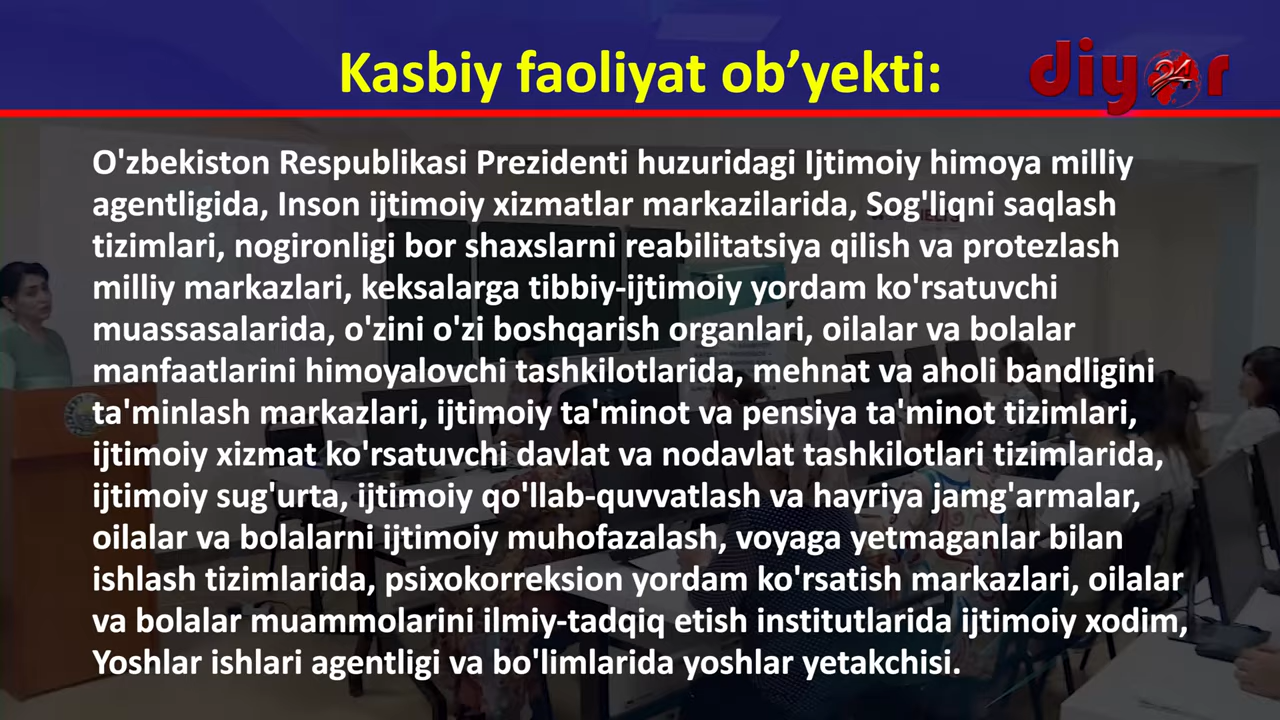 Kasbiy faoliyat ob’yekti:
diyor 24
O'zbekiston Respublikasi Prezidenti huzuridagi Ijtimoiy himoya milliy
agentligida, Inson ijtimoiy xizmatlar markazilarida, Sog'liqni saqlash
tizimlari, nogironligi bor shaxslarni reabilitatsiya qilish va protezlash
milliy markazlari, keksalarga tibbiy-ijtimoiy yordam ko'rsatuvchi
muassasalarida, o'zini o'zi boshqarish organlari, oilalar va bolalar
manfaatlarini himoyalovchi tashkilotlarida, mehnat va aholi bandligini
ta'minlash markazlari, ijtimoiy ta'minot va pensiya ta'minot tizimlari,
ijtimoiy xizmat ko'rsatuvchi davlat va nodavlat tashkilotlari tizimlarida,
ijtimoiy sug'urta, ijtimoiy qo'llab-quvvatlash va hayriya jamg'armalar,
oilalar va bolalarni ijtimoiy muhofazalash, voyaga yetmaganlar bilan
ishlash tizimlarida, psixokorreksion yordam ko'rsatish markazlari, oilalar
va bolalar muammolarini ilmiy-tadqiq etish institutlarida ijtimoiy xodim,
Yoshlar ishlari agentligi va bo'limlarida yoshlar yetakchisi.